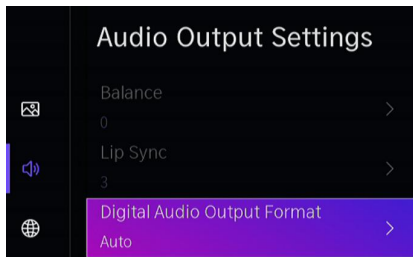 Audio Output Settings
Balance
0
Lip Sync
3
Digital Audio Output Format
Auto